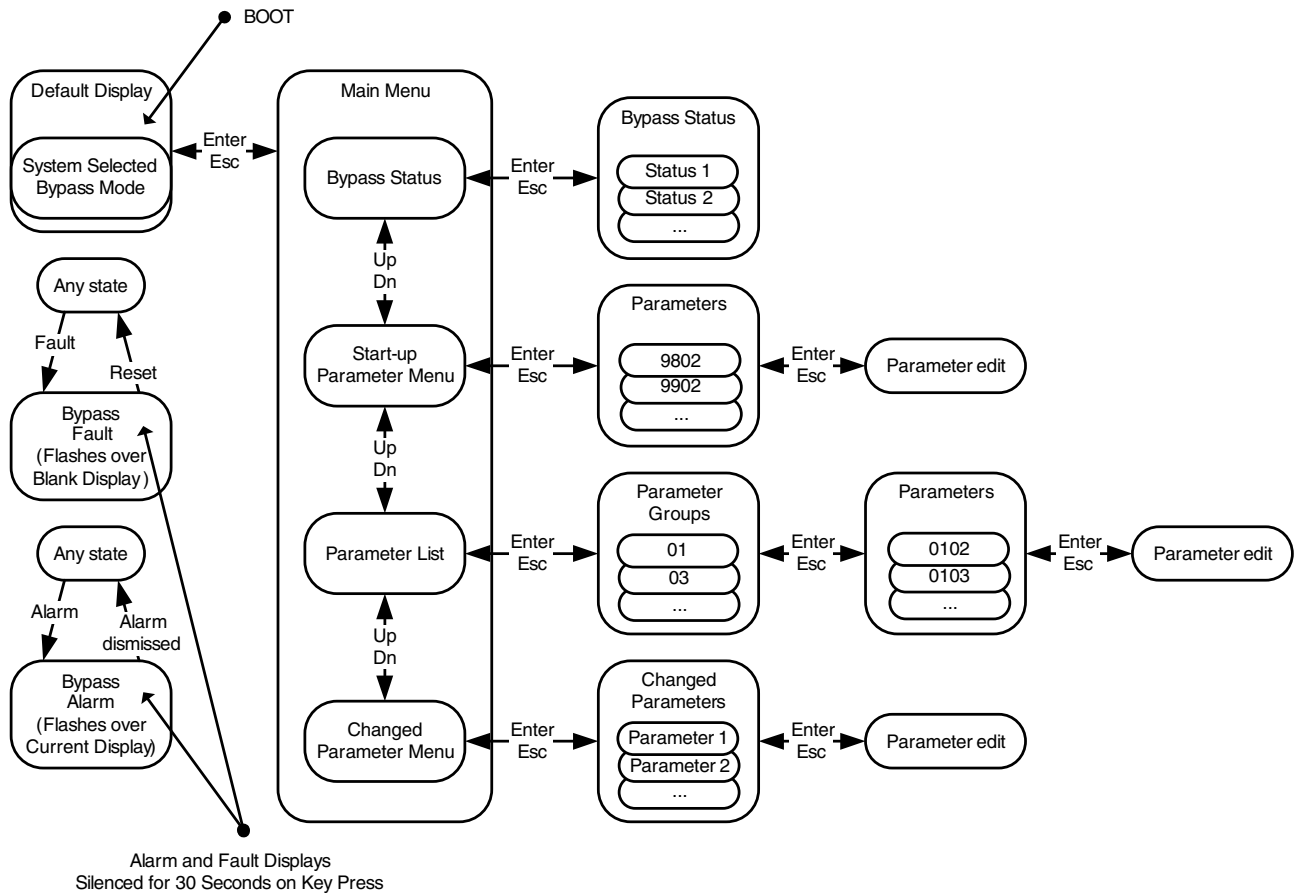 BOOT
Default Display
System Selected
Bypass Mode
Enter
Esc
Main Menu
Bypass Status
Enter
Esc
Bypass Status
Status 1
Status 2
...
Up
Dn
Any state
Fault
Reset
Bypass
Fault
(Flashes over
Blank Display)
Start-up
Parameter Menu
Enter
Esc
Parameters
9802
9902
...
Enter
Esc
Parameter edit
Up
Dn
Any state
Alarm
Alarm
dismissed
Bypass
Alarm
(Flashes over
Current Display)
Parameter List
Enter
Esc
Parameter
Groups
01
03
...
Enter
Esc
Parameters
0102
0103
...
Enter
Esc
Parameter edit
Up
Dn
Changed
Parameter Menu
Enter
Esc
Changed
Parameters
Parameter 1
Parameter 2
...
Enter
Esc
Parameter edit
Alarm and Fault Displays
Silenced for 30 Seconds on Key Press